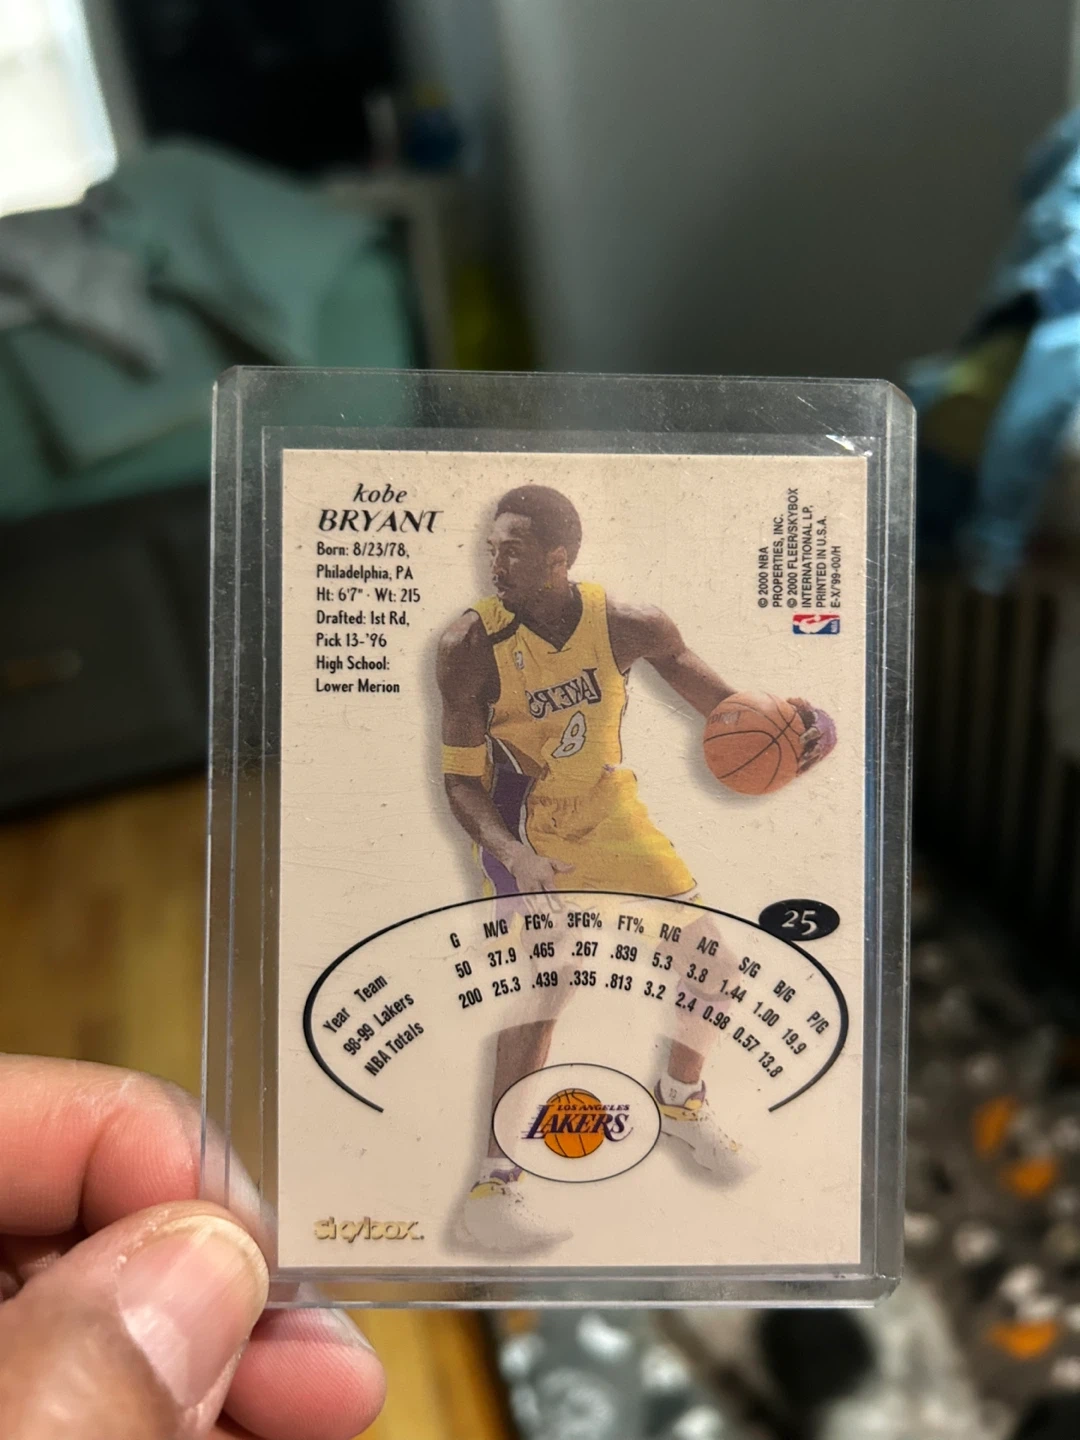 kobe
BRYANT
Born: 8/23/78,
Philadelphia, PA
Ht: 6'7" · Wt: 215
Drafted: 1st Rd,
Pick 13-'96
High School:
Lower Merion
© 2000 NBA
PROPERTIES, INC.
© 2000 FLEER/SKYBOX
INTERNATIONAL LP,
PRINTED IN U.S.A.
E-X/'99-00/H
LAKERS
8
25
Year Team G M/G FG% 3FG% FT% R/G A/G S/G B/G P/G
98-99 Lakers 50 37.9 .465 .267 .839 5.3 3.8 1.44 1.00 19.9
NBA Totals 200 25.3 .439 .335 .813 3.2 2.4 0.98 0.57 13.8
LOS ANGELES
LAKERS
skybox